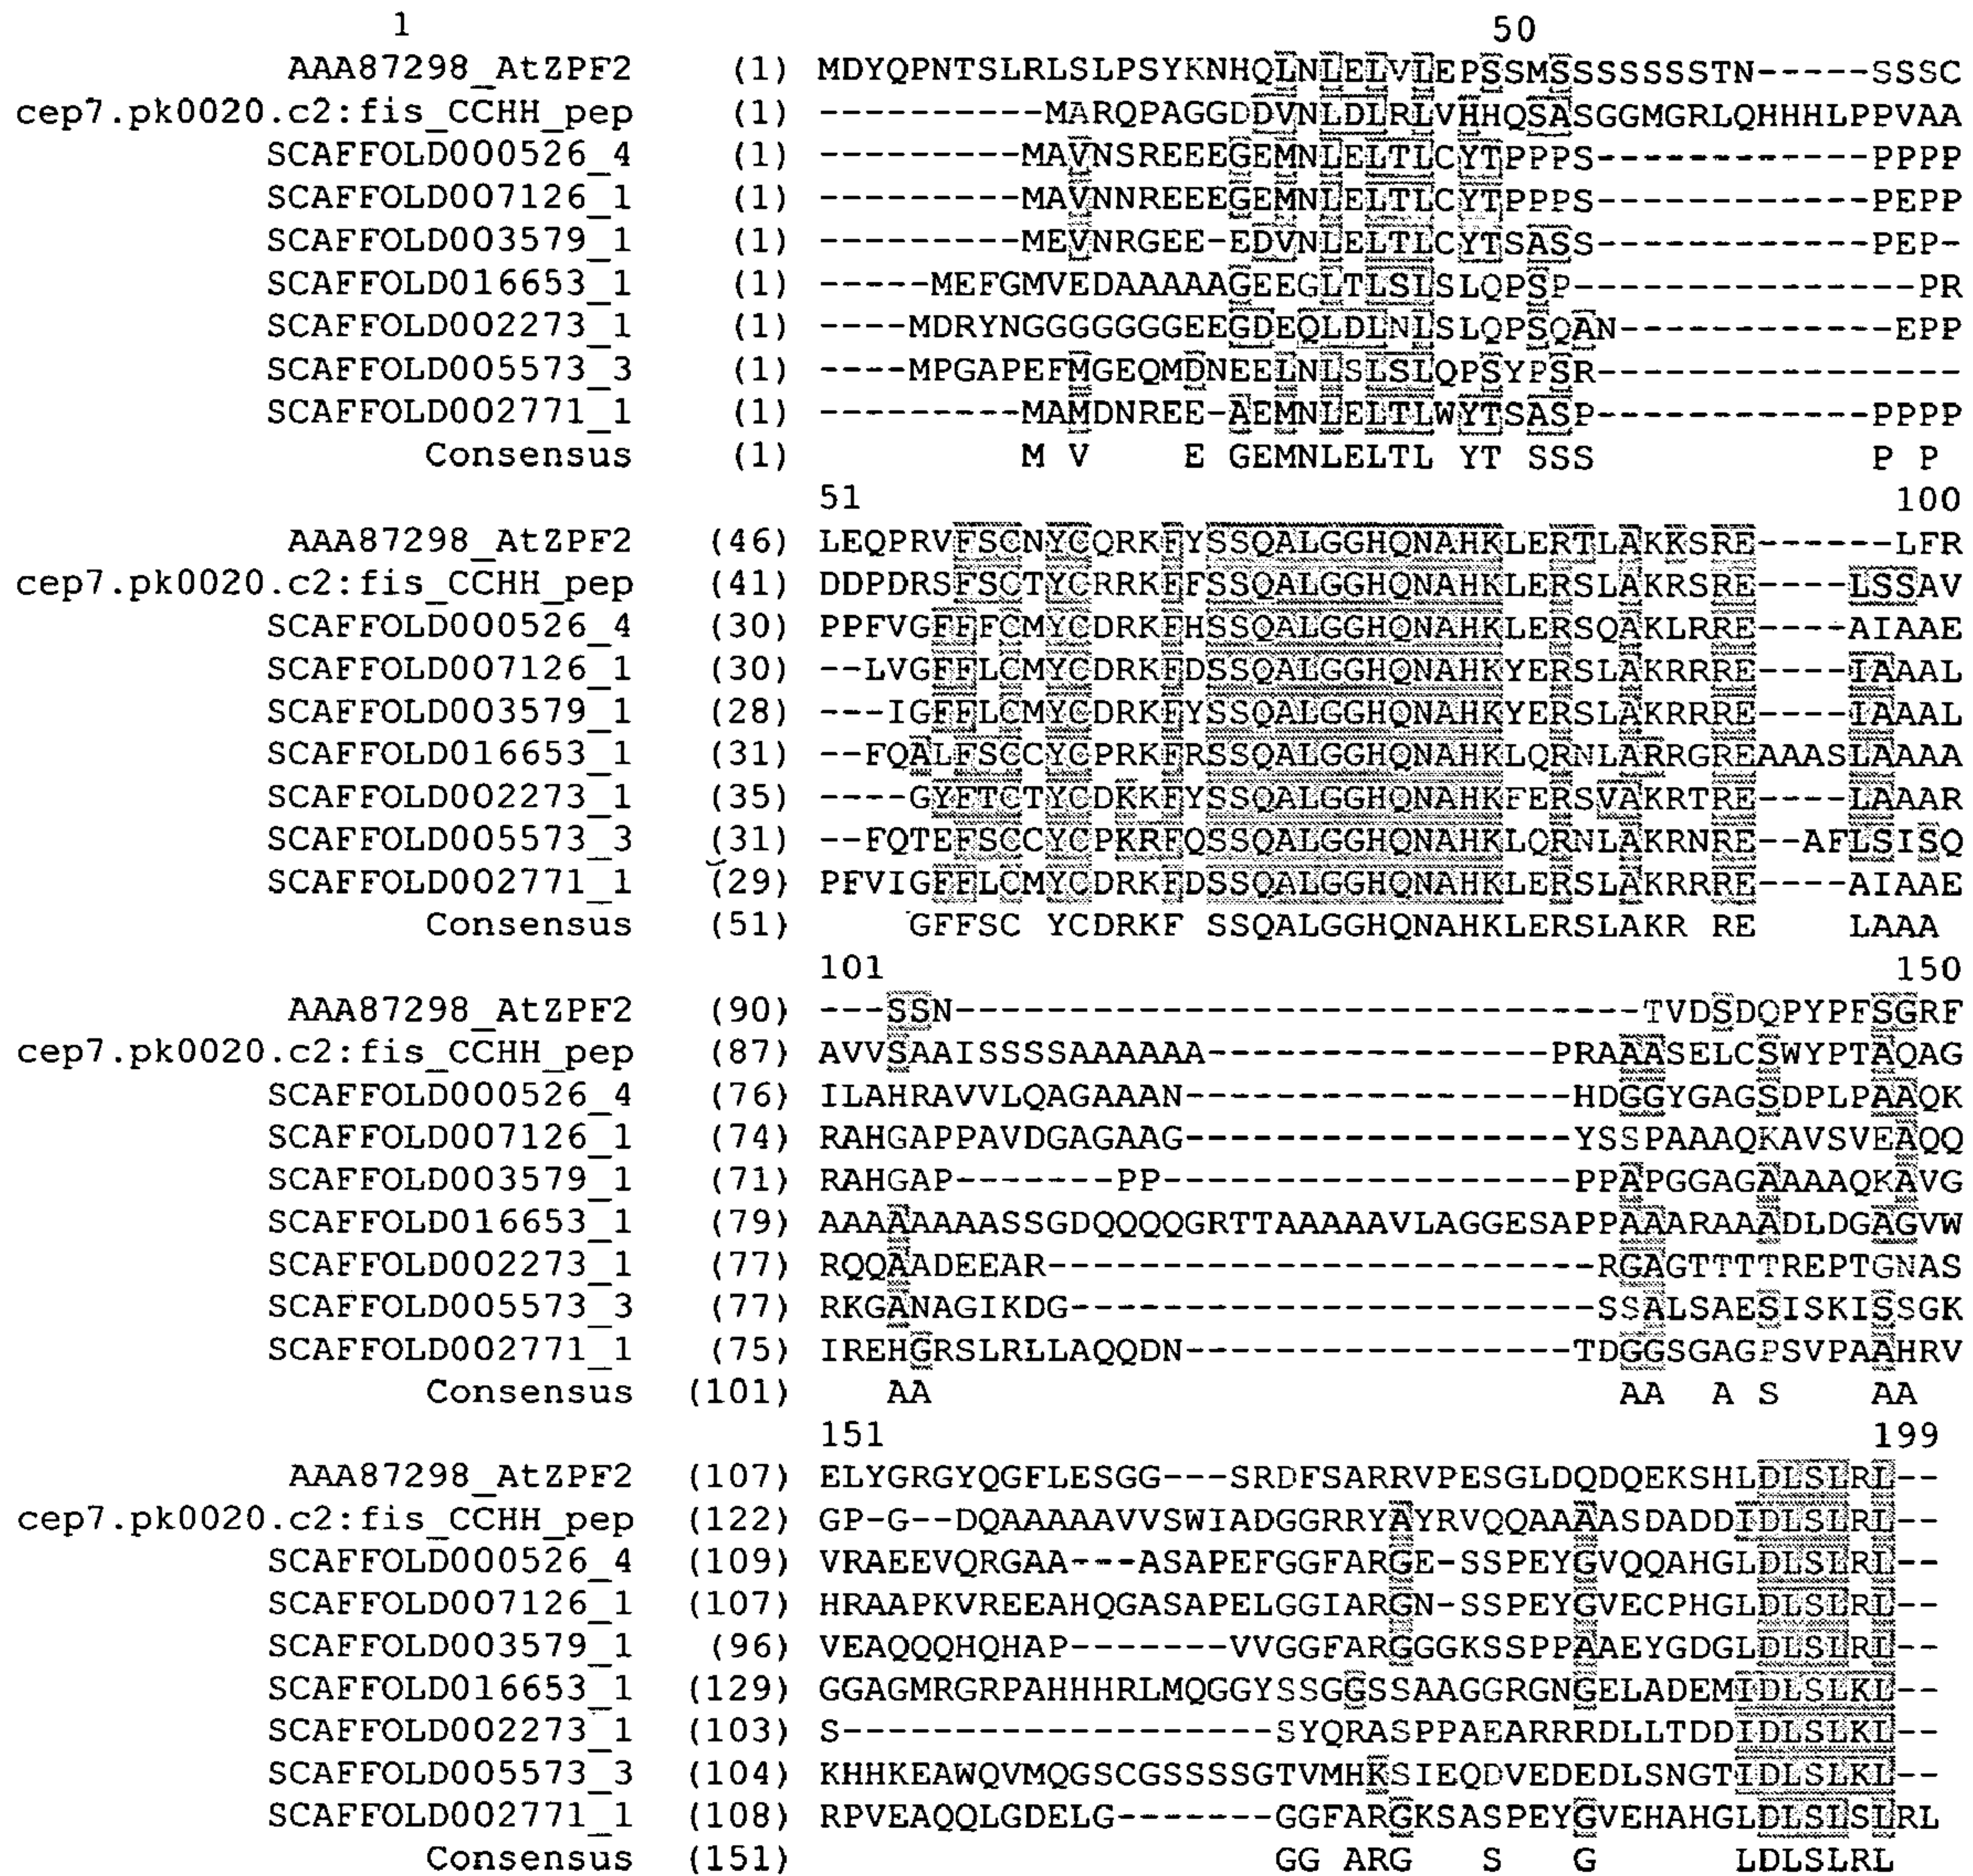 1 50
AAA87298_AtZPF2 (1) MDYQPNTSLRLSLPSYKNHQLNLELVLEPSSMSSSSSSSTN-----SSSC
cep7.pk0020.c2:fis_CCHH_pep (1) ----------MARQPAGGDDVNLDLRLVHHQSASGGMGRLQHHHLPPVAA
SCAFFOLD000526_4 (1) ---------MAVNSREEEGEMNLELTLCYTPPPS------------PPPP
SCAFFOLD007126_1 (1) ---------MAVNNREEEGEMNLELTLCYTPPPS------------PEPP
SCAFFOLD003579_1 (1) ---------MEVNRGEE-EDVNLELTLCYTSASS------------PEP-
SCAFFOLD016653_1 (1) -----MEFGMVEDAAAAAGEEGLTLSLSLQPSP---------------PR
SCAFFOLD002273_1 (1) ----MDRYNGGGGGGGEEGDEQLDLNLSLQPSQAN------------EPP
SCAFFOLD005573_3 (1) ----MPGAPEFMGEQMDNEELNLSLSLQPSYPSR----------------
SCAFFOLD002771_1 (1) ---------MAMDNREE-AEMNLELTLWYTSASP------------PPPP
Consensus (1) M V E GEMNLELTL YT SSS P P
51 100
AAA87298_AtZPF2 (46) LEQPRVFSCNYCQRKFYSSQALGGHQNAHKLERTLAKKSRE------LFR
cep7.pk0020.c2:fis_CCHH_pep (41) DDPDRSFSCTYCRRKFFSSQALGGHQNAHKLERSLAKRSRE----LSSAV
SCAFFOLD000526_4 (30) PPFVGFFFCMYCDRKFHSSQALGGHQNAHKLERSQAKLRRE----AIAAE
SCAFFOLD007126_1 (30) --LVGFFLCMYCDRKFDSSQALGGHQNAHKYERSLAKRRRE----IAAAL
SCAFFOLD003579_1 (28) ---IGFFLCMYCDRKFYSSQALGGHQNAHKYERSLAKRRRE----IAAAL
SCAFFOLD016653_1 (31) --FQALFSCCYCPRKFRSSQALGGHQNAHKLQRNLARRGREAAASLAAAA
SCAFFOLD002273_1 (35) ----GYFTCTYCDKKFYSSQALGGHQNAHKFERSVAKRTRE----LAAAR
SCAFFOLD005573_3 (31) --FQTEFSCCYCPKRFQSSQALGGHQNAHKLQRNLAKRNRE--AFLSISQ
SCAFFOLD002771_1 (29) PFVIGFFLCMYCDRKFDSSQALGGHQNAHKLERSLAKRRRE----AIAAE
Consensus (51) GFFSC YCDRKF SSQALGGHQNAHKLERSLAKR RE LAAA
101 150
AAA87298_AtZPF2 (90) ---SSN------------------------------TVDSDQPYPFSGRF
cep7.pk0020.c2:fis_CCHH_pep (87) AVVSAAISSSSAAAAAA---------------PRAAASELCSWYPTAQAG
SCAFFOLD000526_4 (76) ILAHRAVVLQAGAAAN-----------------HDGGYGAGSDPLPAAQK
SCAFFOLD007126_1 (74) RAHGAPPAVDGAGAAG-----------------YSSPAAAQKAVSVEAQQ
SCAFFOLD003579_1 (71) RAHGAP-------PP------------------PPAPGGAGAAAAQKAVG
SCAFFOLD016653_1 (79) AAAAAAAASSGDQQQQGRTTAAAAAVLAGGESAPPAAARAAADLDGAGVW
SCAFFOLD002273_1 (77) RQQAADEEAR------------------------RGAGTTTTREPTGNAS
SCAFFOLD005573_3 (77) RKGANAGIKDG-----------------------SSALSAESISKISSGK
SCAFFOLD002771_1 (75) IREHGRSLRLLAQQDN-----------------TDGGSGAGPSVPAAHRV
Consensus (101) AA AA A S AA
151 199
AAA87298_AtZPF2 (107) ELYGRGYQGFLESGG---SRDFSARRVPESGLDQDQEKSHLDLSLRL--
cep7.pk0020.c2:fis_CCHH_pep (122) GP-G--DQAAAAAVVSWIADGGRRYAYRVQQAAAASDADDIDLSLRL--
SCAFFOLD000526_4 (109) VRAEEVQRGAA---ASAPEFGGFARGE-SSPEYGVQQAHGLDLSLRL--
SCAFFOLD007126_1 (107) HRAAPKVREEAHQGASAPELGGIARGN-SSPEYGVECPHGLDLSLRL--
SCAFFOLD003579_1 (96) VEAQQQHQHAP-------VVGGFARGGGKSSPPAAEYGDGLDLSLRL--
SCAFFOLD016653_1 (129) GGAGMRGRPAHHHRLMQGGYSSGGSSAAGGRGNGELADEMIDLSLKL--
SCAFFOLD002273_1 (103) S-------------------SYQRASPPAEARRRDLLTDDIDLSLKL--
SCAFFOLD005573_3 (104) KHHKEAWQVMQGSCGSSSSGTVMHKSIEQDVEDEDLSNGTIDLSLKL--
SCAFFOLD002771_1 (108) RPVEAQQLGDELG-------GGFARGKSASPEYGVEHAHGLDLSLSLRL
Consensus (151) GG ARG S G LDLSLRL